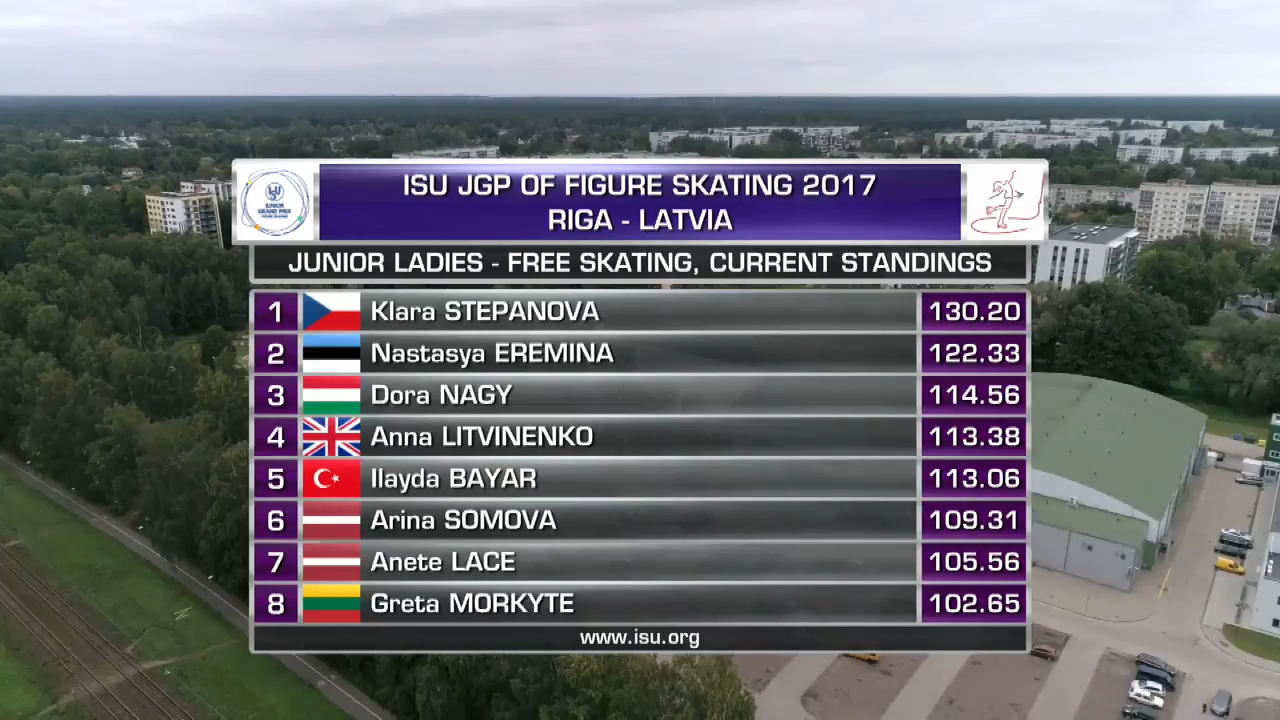 ISU JGP OF FIGURE SKATING 2017
RIGA - LATVIA
JUNIOR GRAND PRIX
JUNIOR LADIES - FREE SKATING, CURRENT STANDINGS
1 Klara STEPANOVA 130.20
2 Nastasya EREMINA 122.33
3 Dora NAGY 114.56
4 Anna LITVINENKO 113.38
5 Ilayda BAYAR 113.06
6 Arina SOMOVA 109.31
7 Anete LACE 105.56
8 Greta MORKYTE 102.65
www.isu.org